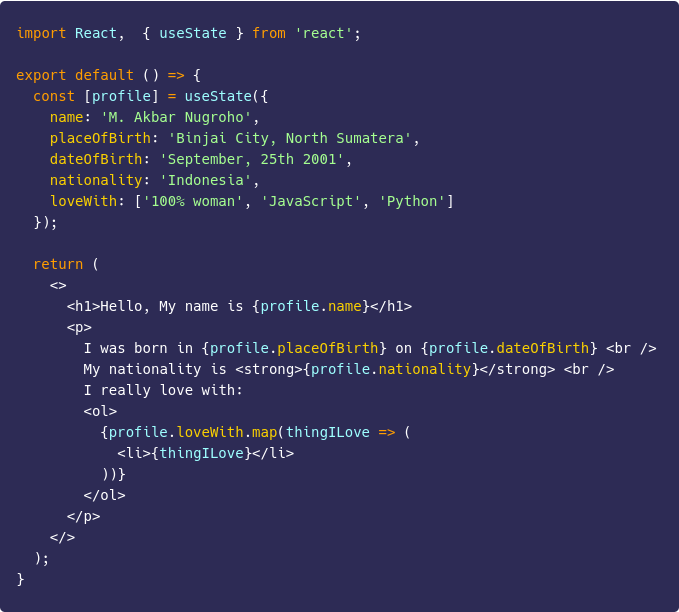 import React,  { useState } from 'react';

export default () => {
  const [profile] = useState({
    name: 'M. Akbar Nugroho',
    placeOfBirth: 'Binjai City, North Sumatera',
    dateOfBirth: 'September, 25th 2001',
    nationality: 'Indonesia',
    loveWith: ['100% woman', 'JavaScript', 'Python']
  });

  return (
    <>
      <h1>Hello, My name is {profile.name}</h1>
      <p>
        I was born in {profile.placeOfBirth} on {profile.dateOfBirth} <br />
        My nationality is <strong>{profile.nationality}</strong> <br />
        I really love with:
        <ol>
          {profile.loveWith.map(thingILove => (
            <li>{thingILove}</li>
          ))}
        </ol>
      </p>
    </>
  );
}